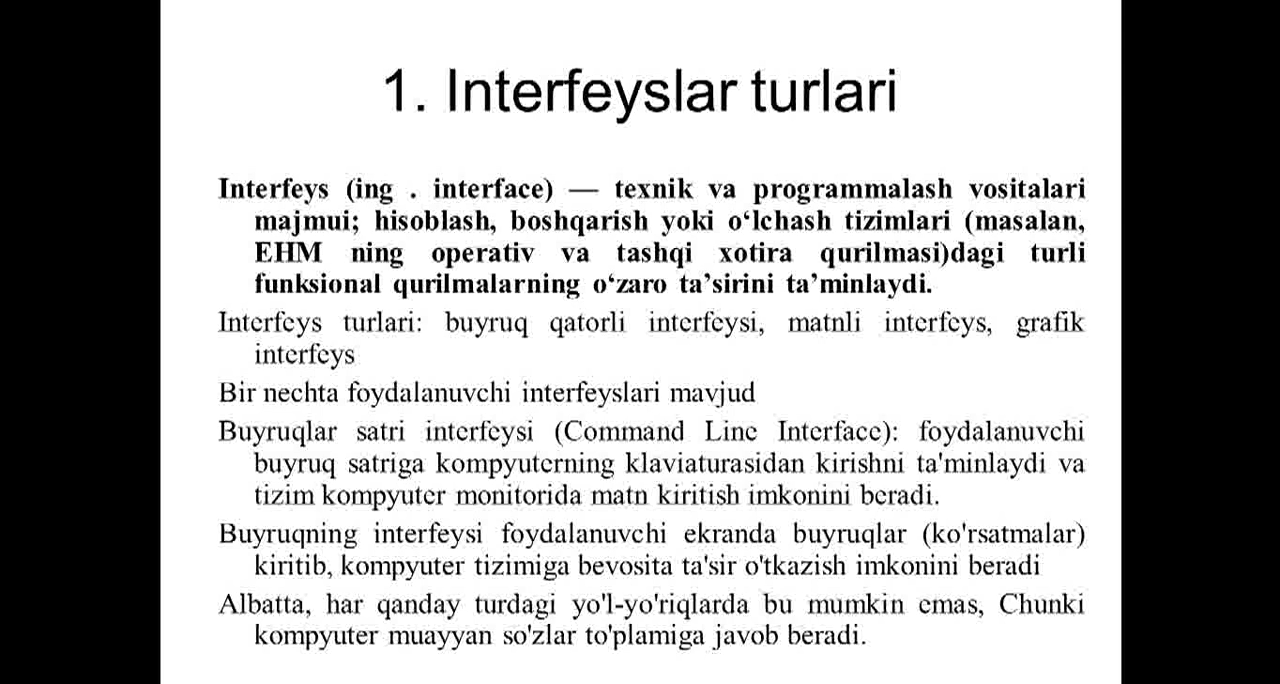 1. Interfeyslar turlari
Interfeys (ing . interface) — texnik va programmalash vositalari
majmui; hisoblash, boshqarish yoki o‘lchash tizimlari (masalan,
EHM ning operativ va tashqi xotira qurilmasi)dagi turli
funksional qurilmalarning o‘zaro ta’sirini ta’minlaydi.
Interfeys turlari: buyruq qatorli interfeysi, matnli interfeys, grafik
interfeys
Bir nechta foydalanuvchi interfeyslari mavjud
Buyruqlar satri interfeysi (Command Line Interface): foydalanuvchi
buyruq satriga kompyuterning klaviaturasidan kirishni ta'minlaydi va
tizim kompyuter monitorida matn kiritish imkonini beradi.
Buyruqning interfeysi foydalanuvchi ekranda buyruqlar (ko'rsatmalar)
kiritib, kompyuter tizimiga bevosita ta'sir o'tkazish imkonini beradi
Albatta, har qanday turdagi yo'l-yo'riqlarda bu mumkin emas, Chunki
kompyuter muayyan so'zlar to'plamiga javob beradi.